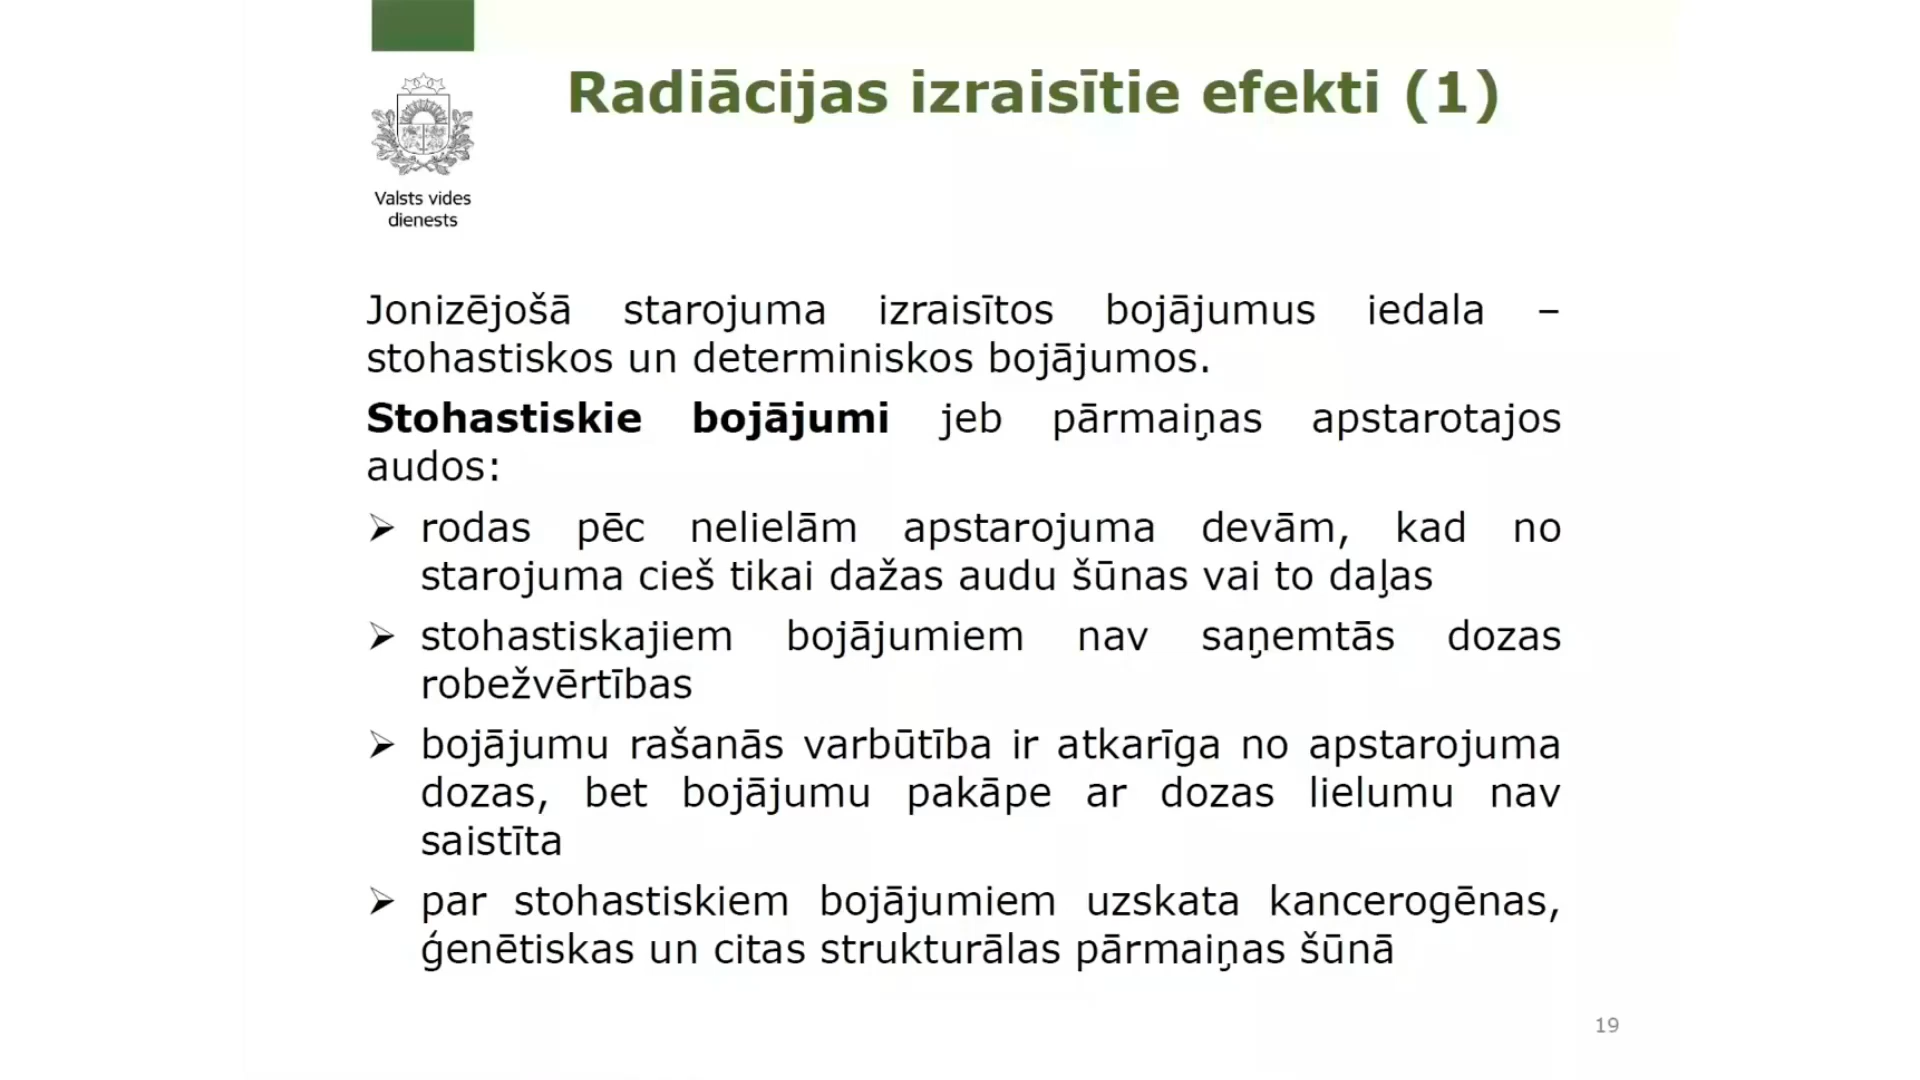 Radiācijas izraisītie efekti (1)
Valsts vides
dienests
Jonizējošā starojuma izraisītos bojājumus iedala –
stohastiskos un determiniskos bojājumos.
Stohastiskie bojājumi jeb pārmaiņas apstarotajos
audos:
➢ rodas pēc nelielām apstarojuma devām, kad no
starojuma cieš tikai dažas audu šūnas vai to daļas
➢ stohastiskajiem bojājumiem nav saņemtās dozas
robežvērtības
➢ bojājumu rašanās varbūtība ir atkarīga no apstarojuma
dozas, bet bojājumu pakāpe ar dozas lielumu nav
saistīta
➢ par stohastiskiem bojājumiem uzskata kancerogēnas,
ģenētiskas un citas strukturālas pārmaiņas šūnā
19